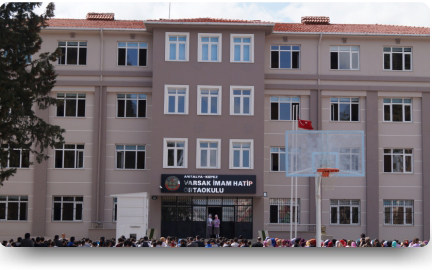 ANTALYA-KEPEZ
VARSAK İMAM HATİP
ORTAOKULU